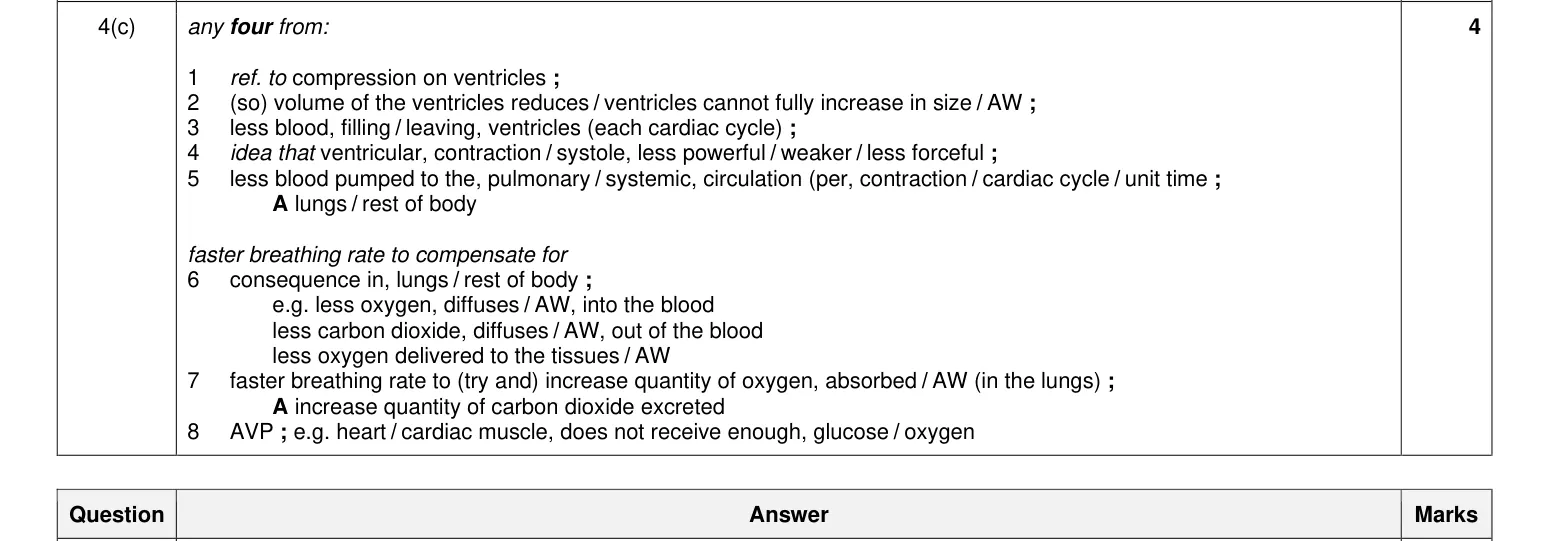 4(c) any four from: 4
1 ref. to compression on ventricles ;
2 (so) volume of the ventricles reduces / ventricles cannot fully increase in size / AW ;
3 less blood, filling / leaving, ventricles (each cardiac cycle) ;
4 idea that ventricular, contraction / systole, less powerful / weaker / less forceful ;
5 less blood pumped to the, pulmonary / systemic, circulation (per, contraction / cardiac cycle / unit time ;
A lungs / rest of body
faster breathing rate to compensate for
6 consequence in, lungs / rest of body ;
e.g. less oxygen, diffuses / AW, into the blood
less carbon dioxide, diffuses / AW, out of the blood
less oxygen delivered to the tissues / AW
7 faster breathing rate to (try and) increase quantity of oxygen, absorbed / AW (in the lungs) ;
A increase quantity of carbon dioxide excreted
8 AVP ; e.g. heart / cardiac muscle, does not receive enough, glucose / oxygen
Question Answer Marks